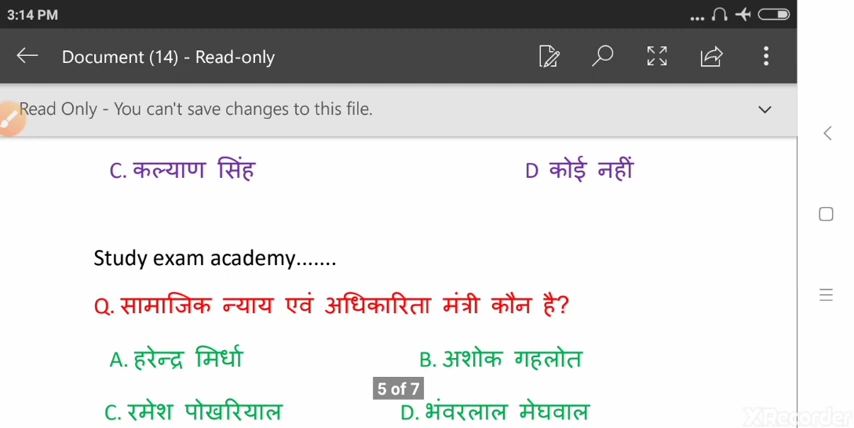 3:14 PM
Document (14) - Read-only
Read Only - You can't save changes to this file.
C. कल्याण सिंह D कोई नहीं
Study exam academy.......
Q. सामाजिक न्याय एवं अधिकारिता मंत्री कौन है?
A. हरेन्द्र मिर्धा B. अशोक गहलोत
5 of 7
C. रमेश पोखरियाल D. भंवरलाल मेघवाल
XRecorder